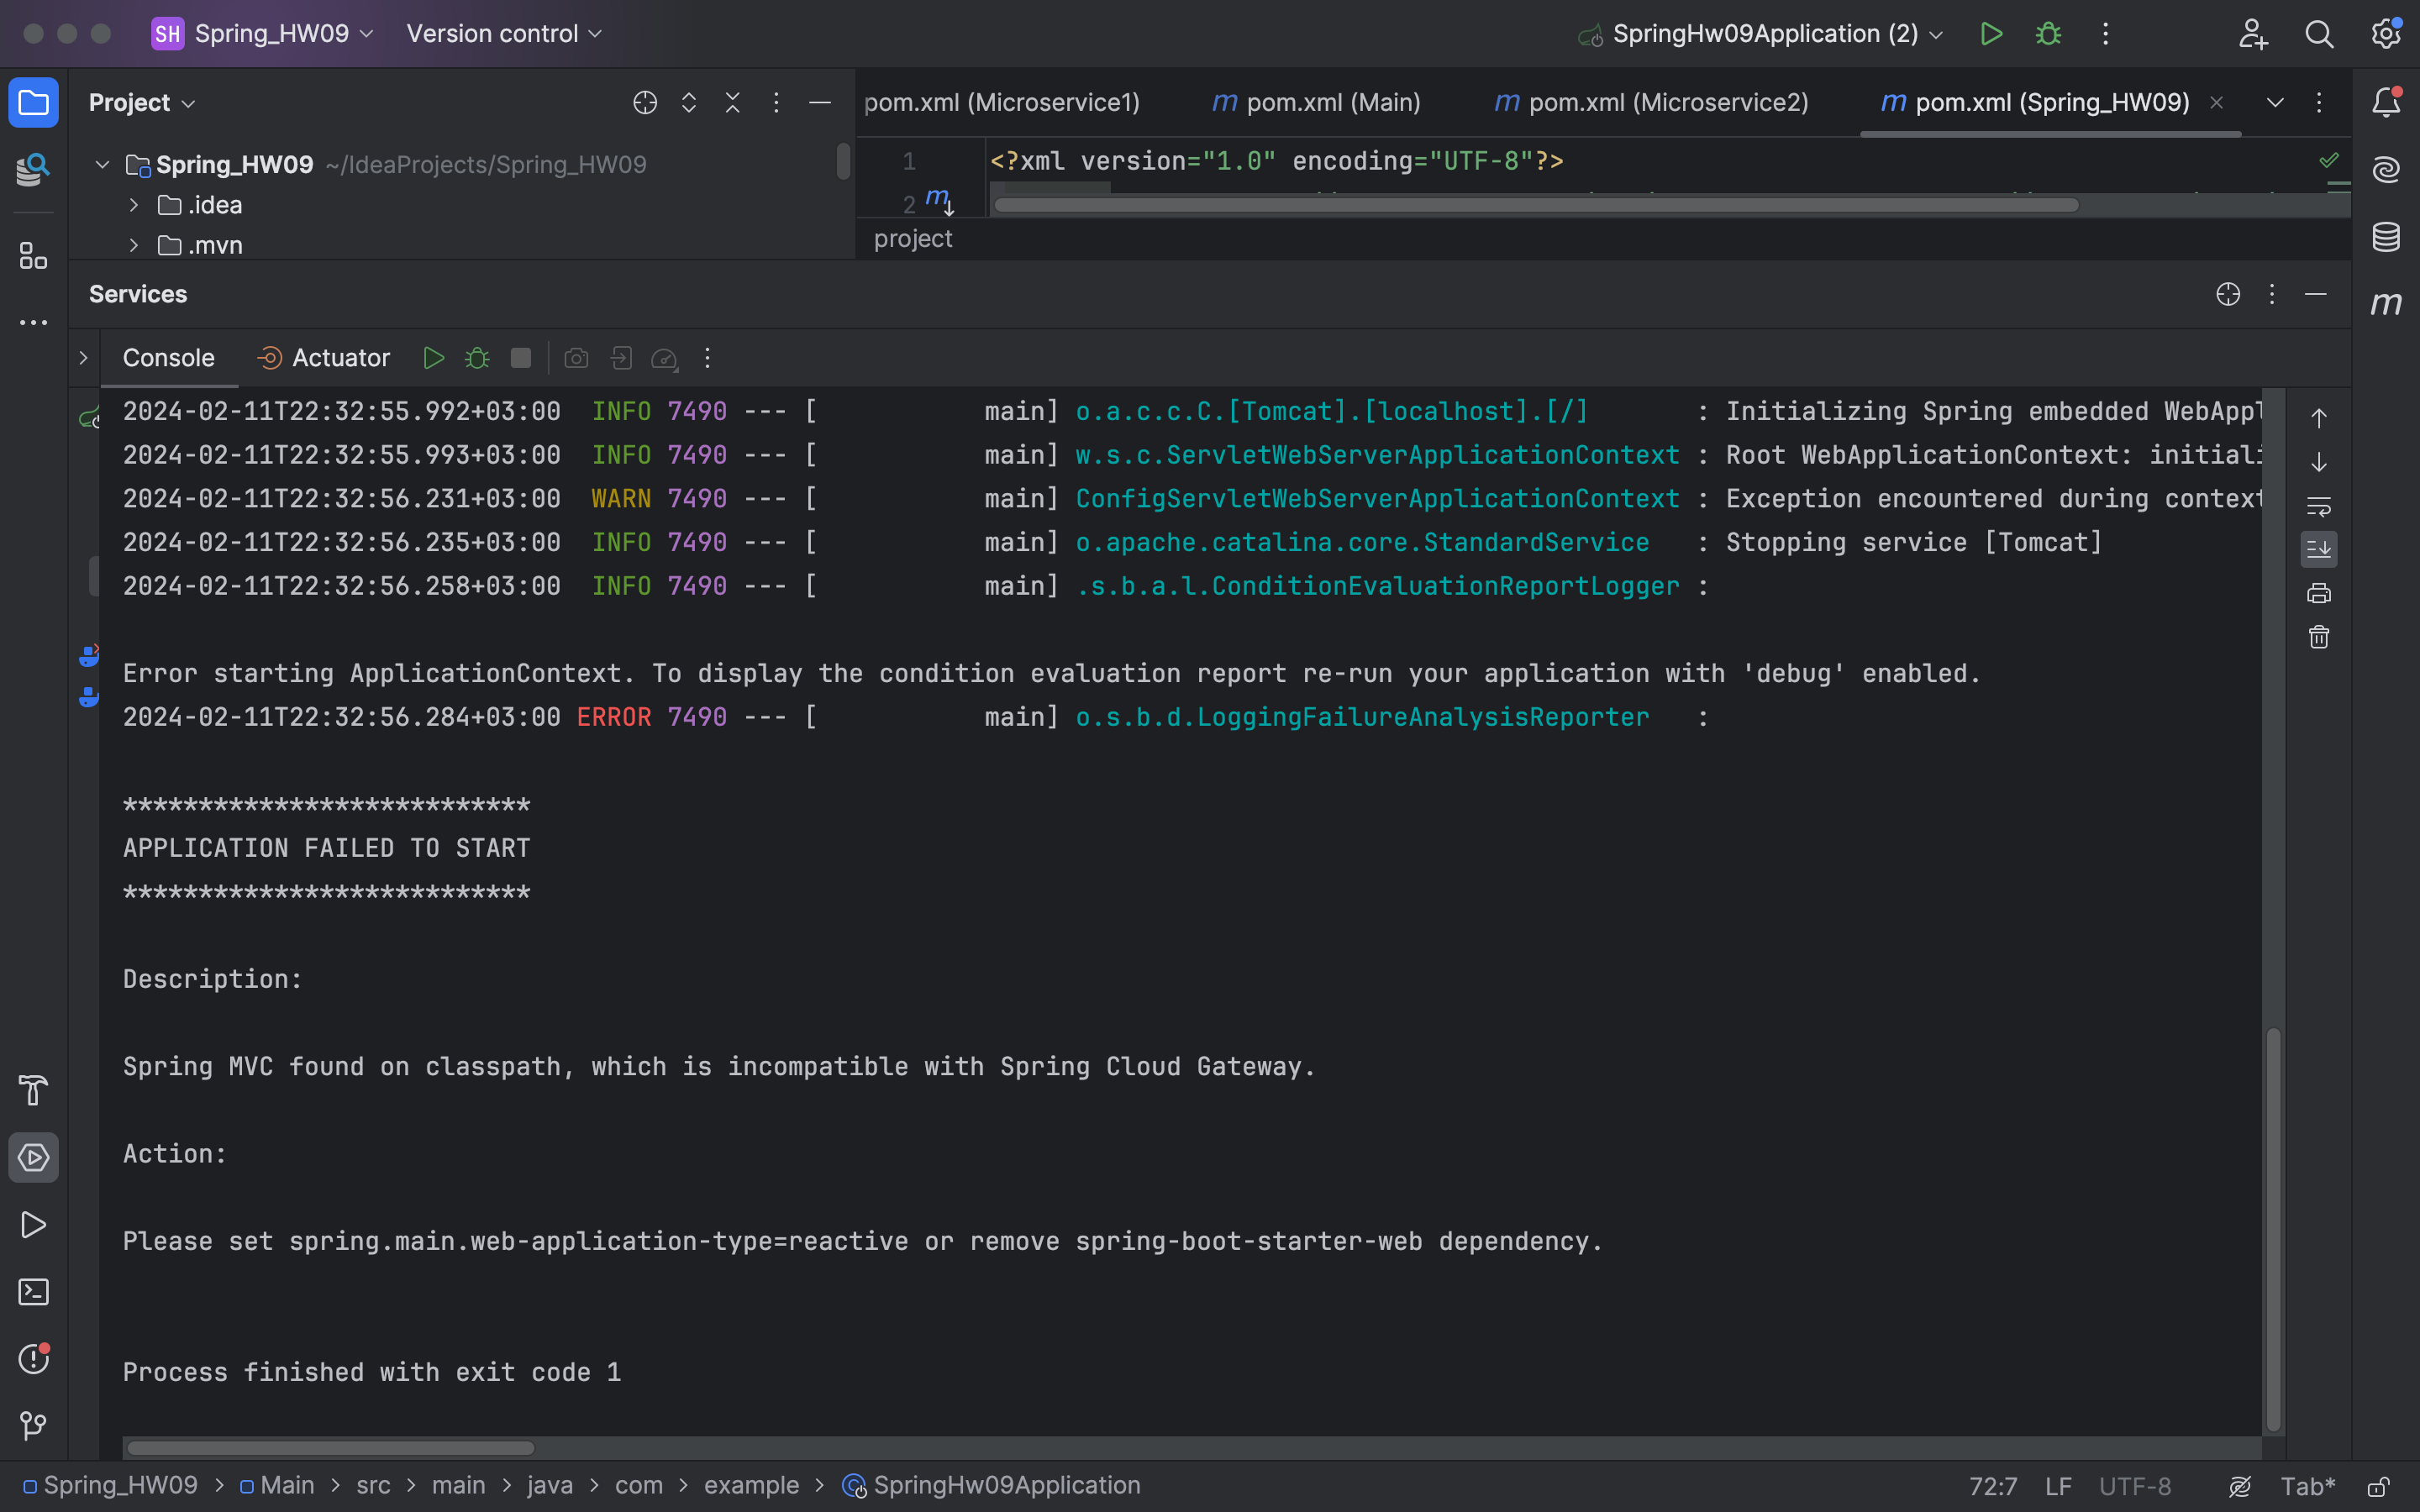 SH Spring_HW09 Version control SpringHw09Application (2)
Project
pom.xml (Microservice1) m pom.xml (Main) m pom.xml (Microservice2) m pom.xml (Spring_HW09)
Spring_HW09 ~/IdeaProjects/Spring_HW09
.idea
.mvn
1 <?xml version="1.0" encoding="UTF-8"?>
2 m
project
Services
Console Actuator
2024-02-11T22:32:55.992+03:00  INFO 7490 --- [           main] o.a.c.c.C.[Tomcat].[localhost].[/]       : Initializing Spring embedded WebAppl
2024-02-11T22:32:55.993+03:00  INFO 7490 --- [           main] w.s.c.ServletWebServerApplicationContext : Root WebApplicationContext: initiali
2024-02-11T22:32:56.231+03:00  WARN 7490 --- [           main] ConfigServletWebServerApplicationContext : Exception encountered during context
2024-02-11T22:32:56.235+03:00  INFO 7490 --- [           main] o.apache.catalina.core.StandardService   : Stopping service [Tomcat]
2024-02-11T22:32:56.258+03:00  INFO 7490 --- [           main] .s.b.a.l.ConditionEvaluationReportLogger :
Error starting ApplicationContext. To display the condition evaluation report re-run your application with 'debug' enabled.
2024-02-11T22:32:56.284+03:00 ERROR 7490 --- [           main] o.s.b.d.LoggingFailureAnalysisReporter   :
***************************
APPLICATION FAILED TO START
***************************
Description:
Spring MVC found on classpath, which is incompatible with Spring Cloud Gateway.
Action:
Please set spring.main.web-application-type=reactive or remove spring-boot-starter-web dependency.
Process finished with exit code 1
Spring_HW09 > Main > src > main > java > com > example > SpringHw09Application 72:7 LF UTF-8 Tab*